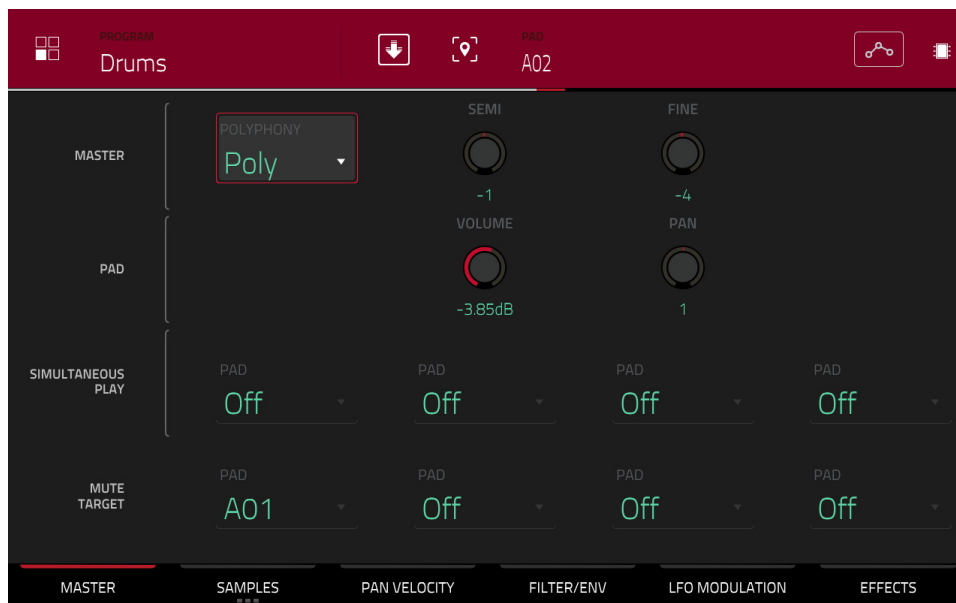 PROGRAM
Drums
PAD
A02
MASTER
POLYPHONY
Poly
SEMI
-1
FINE
-4
PAD
VOLUME
-3.85dB
PAN
1
SIMULTANEOUS
PLAY
PAD
Off
PAD
Off
PAD
Off
PAD
Off
MUTE
TARGET
PAD
A01
PAD
Off
PAD
Off
PAD
Off
MASTER
SAMPLES
PAN VELOCITY
FILTER/ENV
LFO MODULATION
EFFECTS